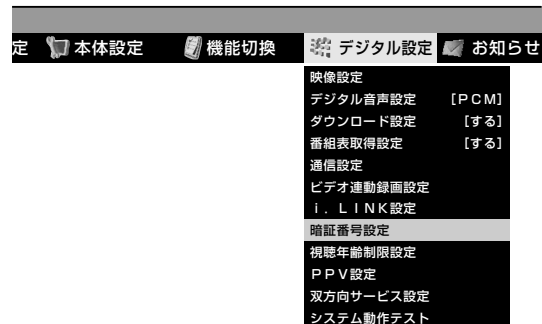 定 本体設定 機能切換 デジタル設定 お知らせ
映像設定
デジタル音声設定 [PCM]
ダウンロード設定 [する]
番組表取得設定 [する]
通信設定
ビデオ連動録画設定
i.LINK設定
暗証番号設定
視聴年齢制限設定
PPV設定
双方向サービス設定
システム動作テスト